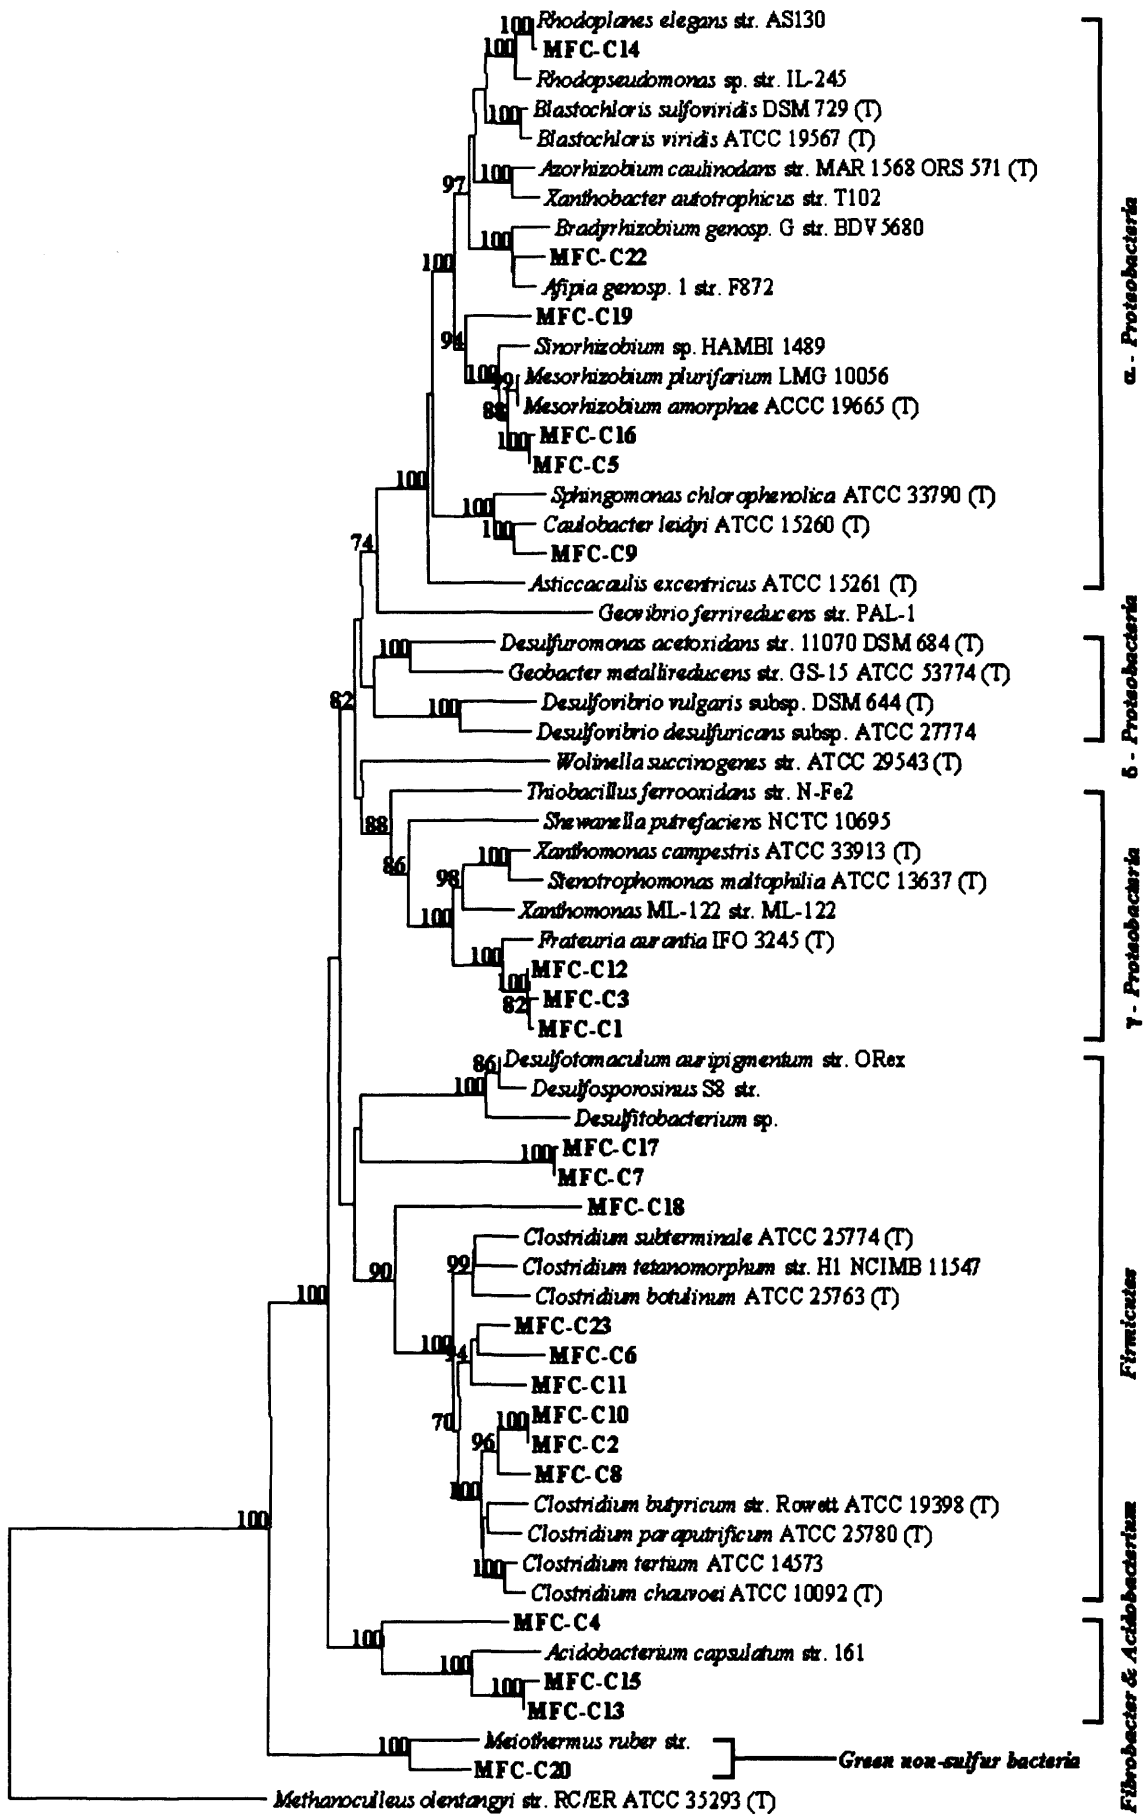 100 Rhodoplanes elegans str. AS130
100 MFC-C14
Rhodopseudomonas sp. str. IL-245
100 Blastochloris sulfoviridis DSM 729 (T)
Blastochloris viridis ATCC 19567 (T)
100 Azorhizobium caulinodans str. MAR 1568 ORS 571 (T)
97 Xanthobacter autotrophicus str. T102
100 Bradyrhizobium genosp. G str. BDV 5680
100 MFC-C22
Afipia genosp. 1 str. F872
MFC-C19
94 Sinorhizobium sp. HAMBI 1489
100 99 Mesorhizobium plurifarium LMG 10056
88 Mesorhizobium amorphae ACCC 19665 (T)
100 MFC-C16
MFC-C5
100 Sphingomonas chlorophenolica ATCC 33790 (T)
100 100 Caulobacter leidyi ATCC 15260 (T)
74 MFC-C9
Asticcacaulis excentricus ATCC 15261 (T)
α - Proteobacteria
Geovibrio ferrireducens str. PAL-1
100 Desulfuromonas acetoxidans str. 11070 DSM 684 (T)
Geobacter metallireducens str. GS-15 ATCC 53774 (T)
82 100 Desulfovibrio vulgaris subsp. DSM 644 (T)
Desulfovibrio desulfuricans subsp. ATCC 27774
δ - Proteobacteria
Wolinella succinogenes str. ATCC 29543 (T)
Thiobacillus ferrooxidans str. N-Fe2
88 Shewanella putrefaciens NCTC 10695
86 100 Xanthomonas campestris ATCC 33913 (T)
98 Stenotrophomonas maltophilia ATCC 13637 (T)
100 Xanthomonas ML-122 str. ML-122
100 Frateuria aurantia IFO 3245 (T)
100 MFC-C12
82 MFC-C3
MFC-C1
γ - Proteobacteria
86 Desulfotomaculum auripigmentum str. ORex
100 Desulfosporosinus S8 str.
Desulfitobacterium sp.
100 MFC-C17
MFC-C7
MFC-C18
Clostridium subterminale ATCC 25774 (T)
90 99 Clostridium tetanomorphum str. H1 NCIMB 11547
100 Clostridium botulinum ATCC 25763 (T)
MFC-C23
100 MFC-C6
MFC-C11
70 100 MFC-C10
96 MFC-C2
MFC-C8
100 Clostridium butyricum str. Rowett ATCC 19398 (T)
100 Clostridium paraputrificum ATCC 25780 (T)
100 Clostridium tertium ATCC 14573
Clostridium chauvoei ATCC 10092 (T)
Firmicutes
MFC-C4
100 Acidobacterium capsulatum str. 161
100 MFC-C15
100 MFC-C13
Fibrobacter & Acidobacterium
100 Meiothermus ruber str.
MFC-C20
Green non-sulfur bacteria
Methanoculleus olentangyi str. RC/ER ATCC 35293 (T)